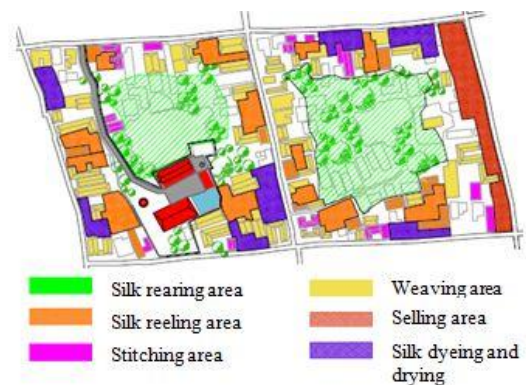 Silk rearing area
Silk reeling area
Stitching area
Weaving area
Selling area
Silk dyeing and
drying